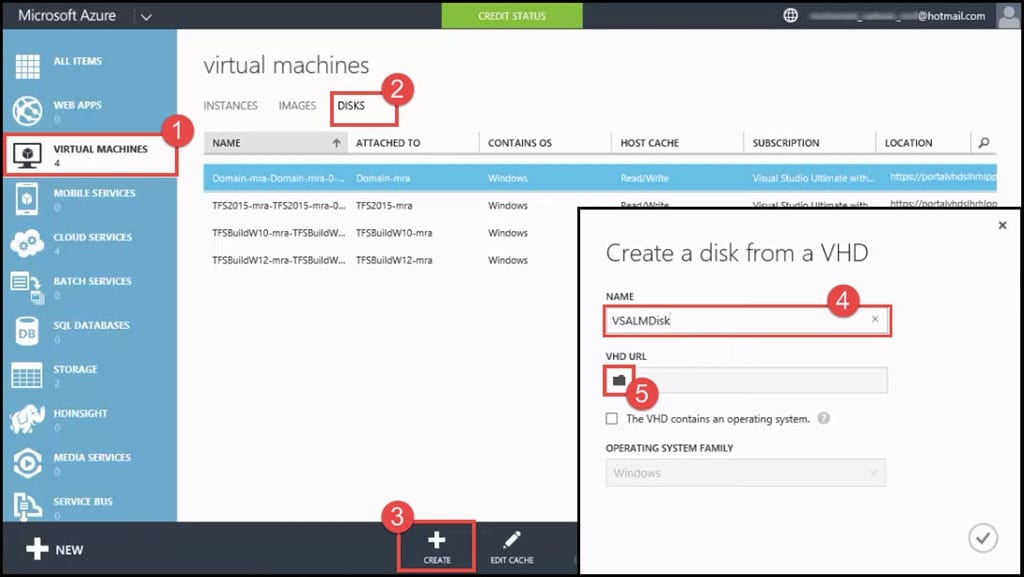 Microsoft Azure
CREDIT STATUS
@hotmail.com
ALL ITEMS
WEB APPS
0
VIRTUAL MACHINES
4
MOBILE SERVICES
0
CLOUD SERVICES
4
BATCH SERVICES
0
SQL DATABASES
0
STORAGE
2
HDINSIGHT
0
MEDIA SERVICES
0
SERVICE BUS
0
1
virtual machines
2
INSTANCES IMAGES DISKS
NAME ATTACHED TO CONTAINS OS HOST CACHE SUBSCRIPTION LOCATION
Domain-mra-Domain-mra-0-... Domain-mra Windows Read/Write Visual Studio Ultimate with... https://portalvhdslhrhlpp
TFS2015-mra-TFS2015-mra-0... TFS2015-mra Windows Read/Write Visual Studio Ultimate with... https://portalvhdslhrhlpp
TFSBuildW10-mra-TFSBuildW... TFSBuildW10-mra Windows
TFSBuildW12-mra-TFSBuildW... TFSBuildW12-mra Windows
Create a disk from a VHD
NAME
4
VSALMDisk
VHD URL
5
The VHD contains an operating system. ?
OPERATING SYSTEM FAMILY
Windows
3
NEW
CREATE
EDIT CACHE